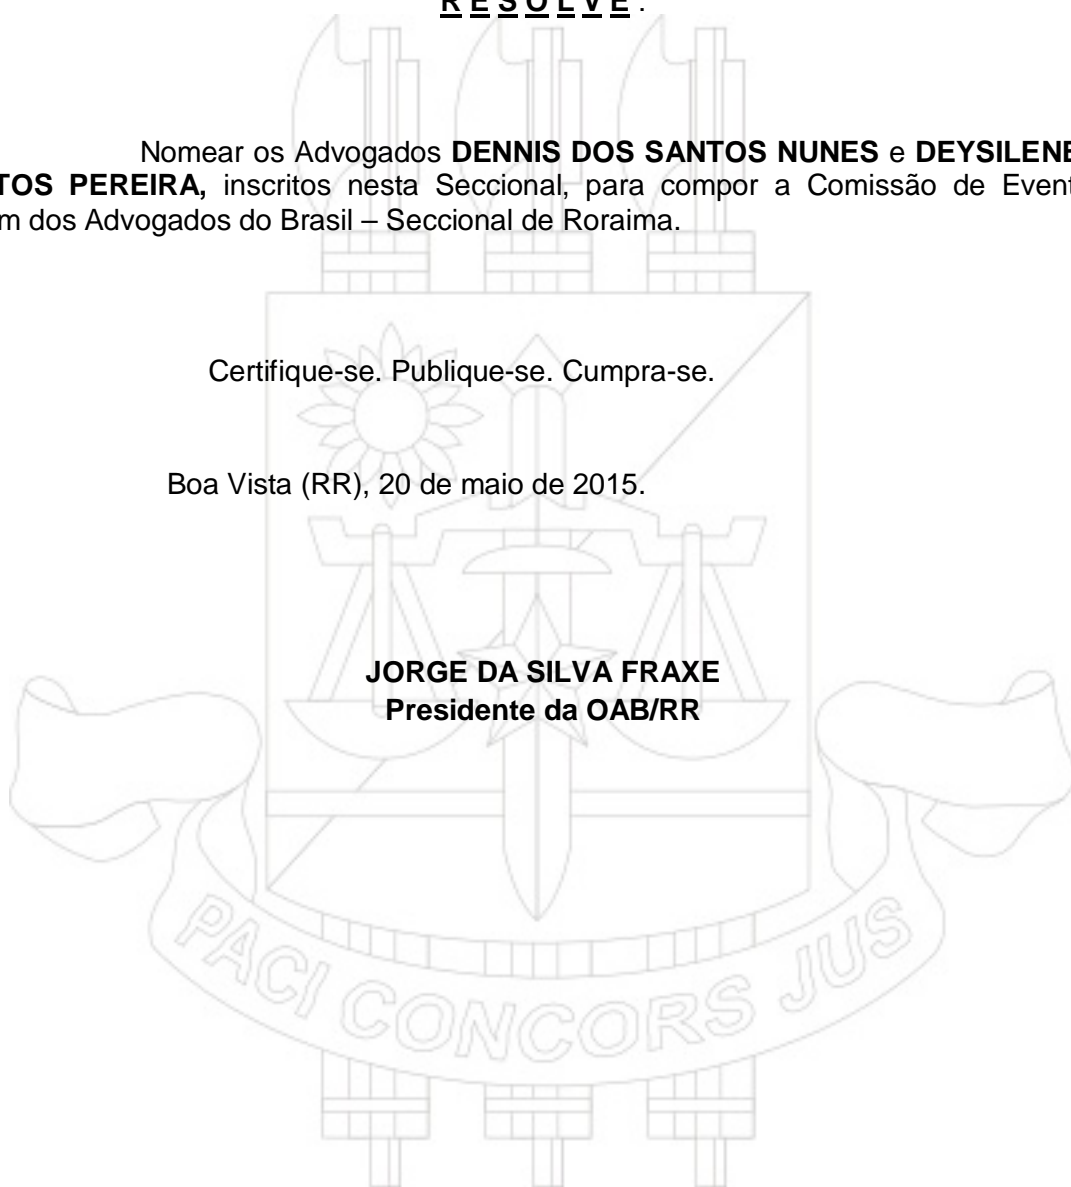 R E S O L V E :
Nomear os Advogados DENNIS DOS SANTOS NUNES e DEYSILENE
TOS PEREIRA, inscritos nesta Seccional, para compor a Comissão de Event
m dos Advogados do Brasil – Seccional de Roraima.
Certifique-se. Publique-se. Cumpra-se.
Boa Vista (RR), 20 de maio de 2015.
JORGE DA SILVA FRAXE
Presidente da OAB/RR
PACI CONCORS JUS